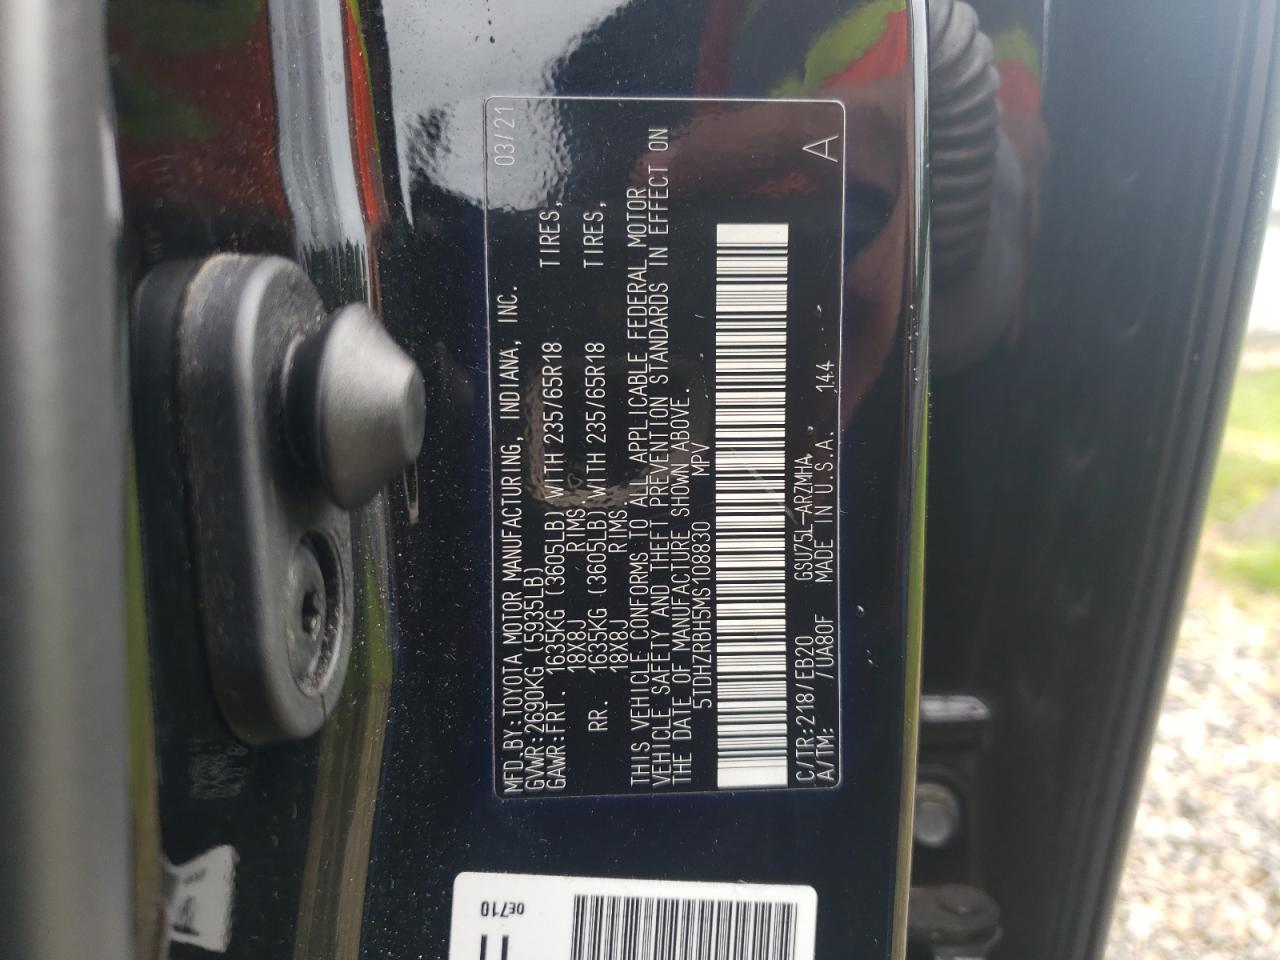 MFD.BY:TOYOTA MOTOR MANUFACTURING, INDIANA, INC. 03/21
GVWR:2690KG (5935LB)
GAWR:FRT. 1635KG (3605LB) WITH 235/65R18 TIRES,
18X8J RIMS.
RR. 1635KG (3605LB) WITH 235/65R18 TIRES,
18X8J RIMS.
THIS VEHICLE CONFORMS TO ALL APPLICABLE FEDERAL MOTOR
VEHICLE SAFETY AND THEFT PREVENTION STANDARDS IN EFFECT ON
THE DATE OF MANUFACTURE SHOWN ABOVE.
5TDHZRBH5MS108830 MPV
C/TR:218/EB20 GSU75L-ARZMHA A
A/TM: /UA80F MADE IN U.S.A. 144
0E710